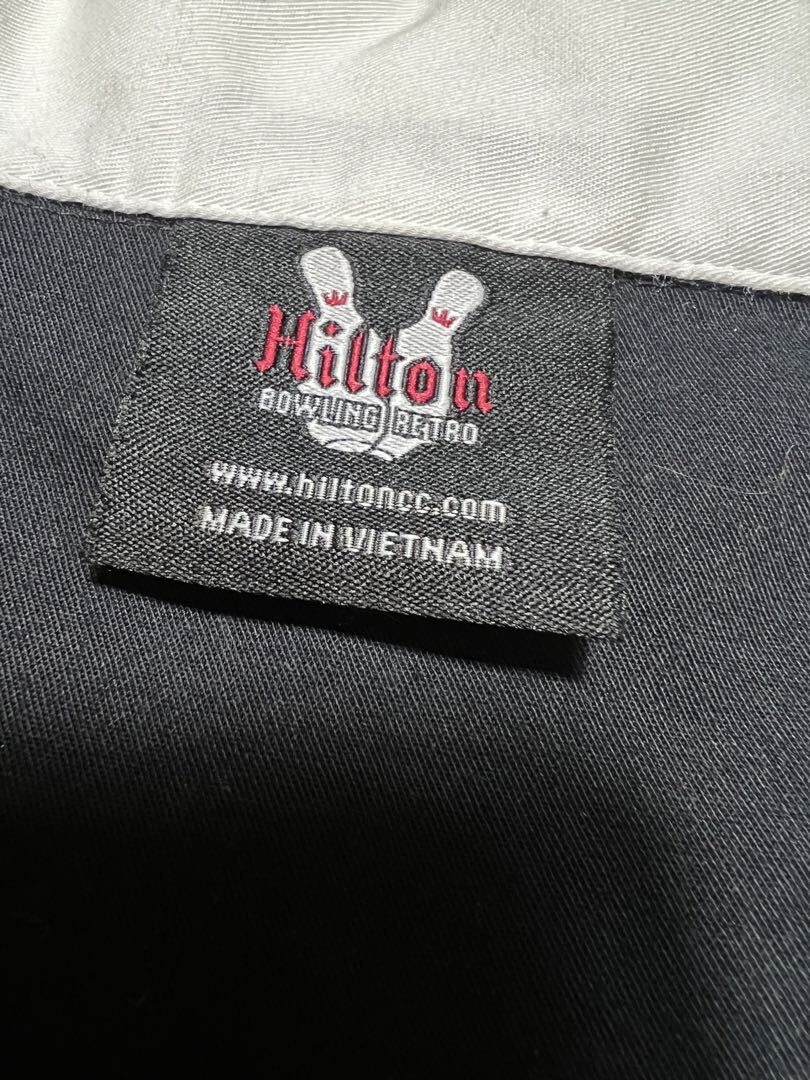 Hilton
BOWLING RETRO
www.hiltoncc.com
MADE IN VIETNAM